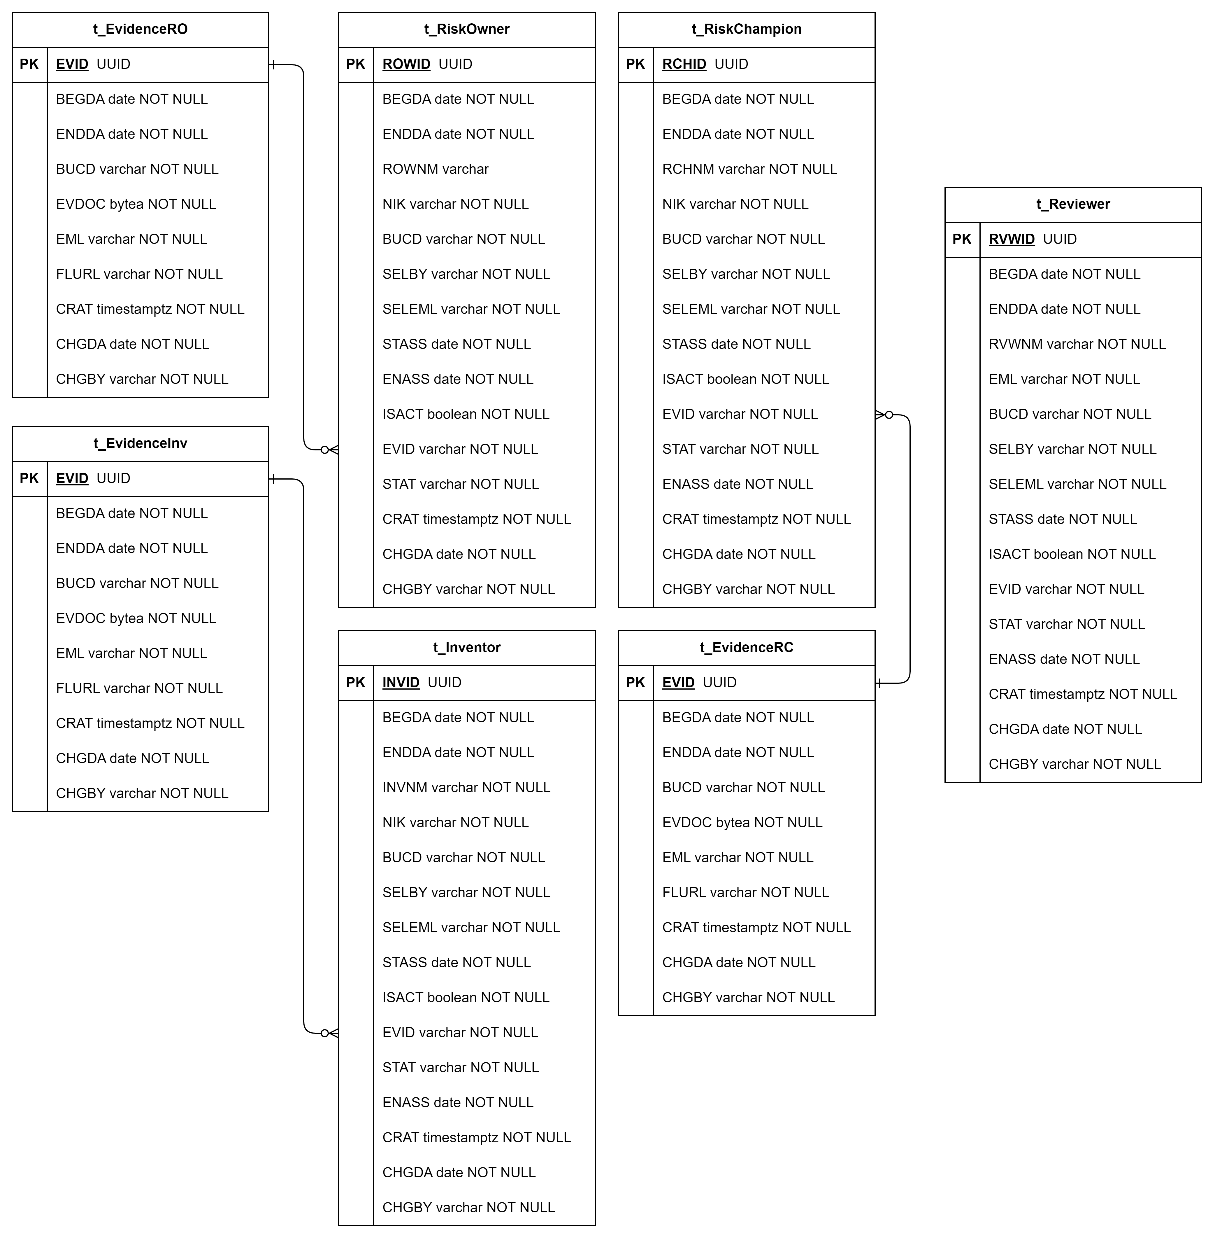 t_EvidenceRO
PK EVID UUID
BEGDA date NOT NULL
ENDDA date NOT NULL
BUCD varchar NOT NULL
EVDOC bytea NOT NULL
EML varchar NOT NULL
FLURL varchar NOT NULL
CRAT timestamptz NOT NULL
CHGDA date NOT NULL
CHGBY varchar NOT NULL
t_EvidenceInv
PK EVID UUID
BEGDA date NOT NULL
ENDDA date NOT NULL
BUCD varchar NOT NULL
EVDOC bytea NOT NULL
EML varchar NOT NULL
FLURL varchar NOT NULL
CRAT timestamptz NOT NULL
CHGDA date NOT NULL
CHGBY varchar NOT NULL
t_RiskOwner
PK ROWID UUID
BEGDA date NOT NULL
ENDDA date NOT NULL
ROWNM varchar
NIK varchar NOT NULL
BUCD varchar NOT NULL
SELBY varchar NOT NULL
SELEML varchar NOT NULL
STASS date NOT NULL
ENASS date NOT NULL
ISACT boolean NOT NULL
EVID varchar NOT NULL
STAT varchar NOT NULL
CRAT timestamptz NOT NULL
CHGDA date NOT NULL
CHGBY varchar NOT NULL
t_Inventor
PK INVID UUID
BEGDA date NOT NULL
ENDDA date NOT NULL
INVNM varchar NOT NULL
NIK varchar NOT NULL
BUCD varchar NOT NULL
SELBY varchar NOT NULL
SELEML varchar NOT NULL
STASS date NOT NULL
ISACT boolean NOT NULL
EVID varchar NOT NULL
STAT varchar NOT NULL
ENASS date NOT NULL
CRAT timestamptz NOT NULL
CHGDA date NOT NULL
CHGBY varchar NOT NULL
t_RiskChampion
PK RCHID UUID
BEGDA date NOT NULL
ENDDA date NOT NULL
RCHNM varchar NOT NULL
NIK varchar NOT NULL
BUCD varchar NOT NULL
SELBY varchar NOT NULL
SELEML varchar NOT NULL
STASS date NOT NULL
ISACT boolean NOT NULL
EVID varchar NOT NULL
STAT varchar NOT NULL
ENASS date NOT NULL
CRAT timestamptz NOT NULL
CHGDA date NOT NULL
CHGBY varchar NOT NULL
t_EvidenceRC
PK EVID UUID
BEGDA date NOT NULL
ENDDA date NOT NULL
BUCD varchar NOT NULL
EVDOC bytea NOT NULL
EML varchar NOT NULL
FLURL varchar NOT NULL
CRAT timestamptz NOT NULL
CHGDA date NOT NULL
CHGBY varchar NOT NULL
t_Reviewer
PK RVWID UUID
BEGDA date NOT NULL
ENDDA date NOT NULL
RVWNM varchar NOT NULL
EML varchar NOT NULL
BUCD varchar NOT NULL
SELBY varchar NOT NULL
SELEML varchar NOT NULL
STASS date NOT NULL
ISACT boolean NOT NULL
EVID varchar NOT NULL
STAT varchar NOT NULL
ENASS date NOT NULL
CRAT timestamptz NOT NULL
CHGDA date NOT NULL
CHGBY varchar NOT NULL